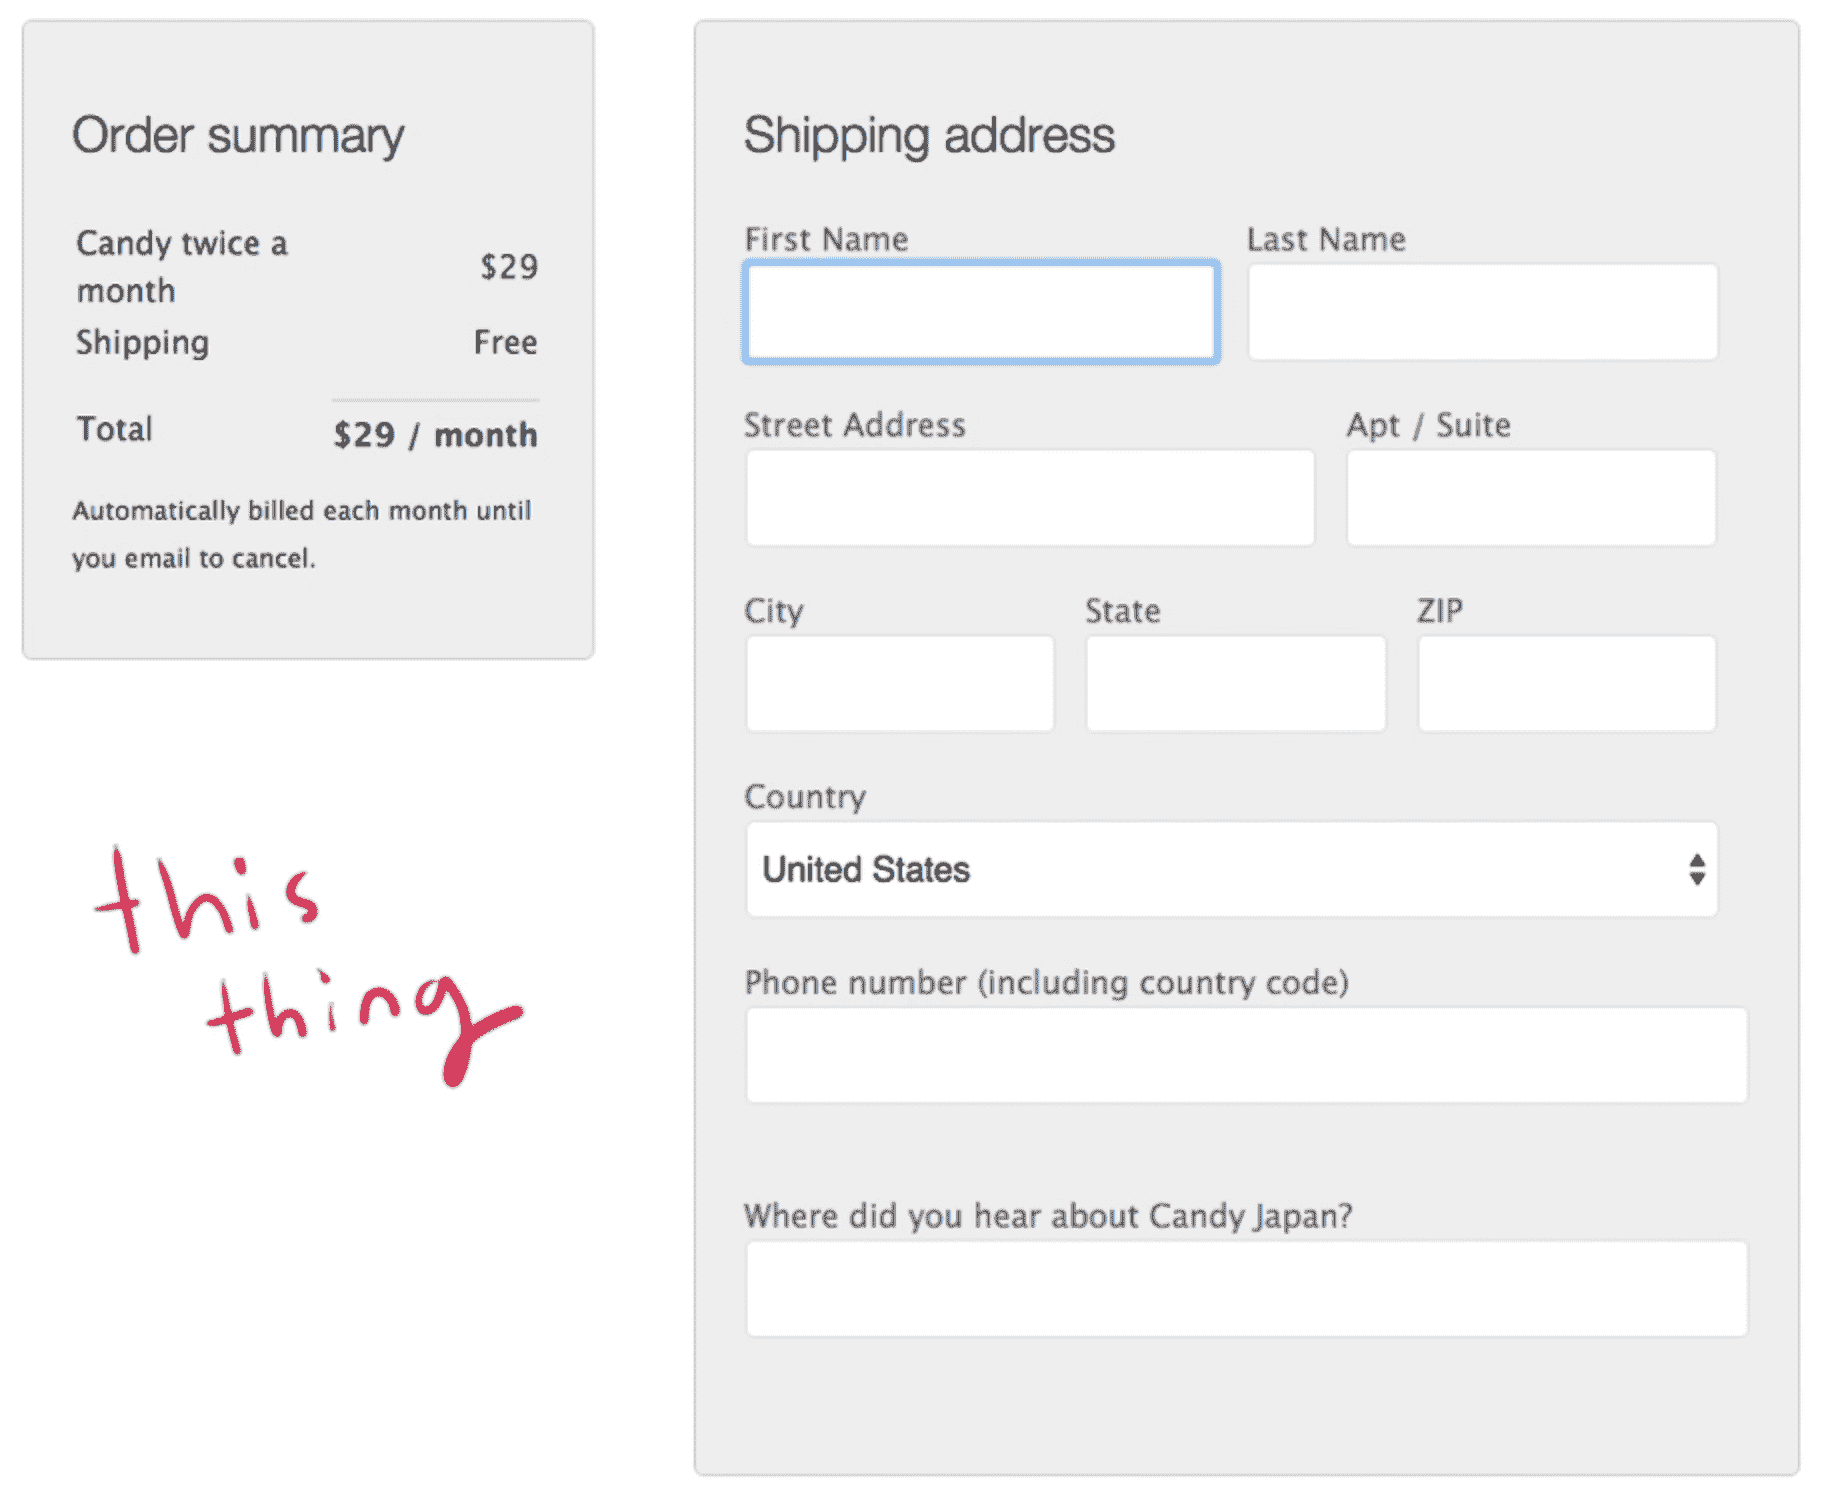 Order summary
Candy twice a
month
$29
Shipping Free
Total $29 / month
Automatically billed each month until
you email to cancel.
this
thing
Shipping address
First Name Last Name
Street Address Apt / Suite
City State ZIP
Country
United States
Phone number (including country code)
Where did you hear about Candy Japan?